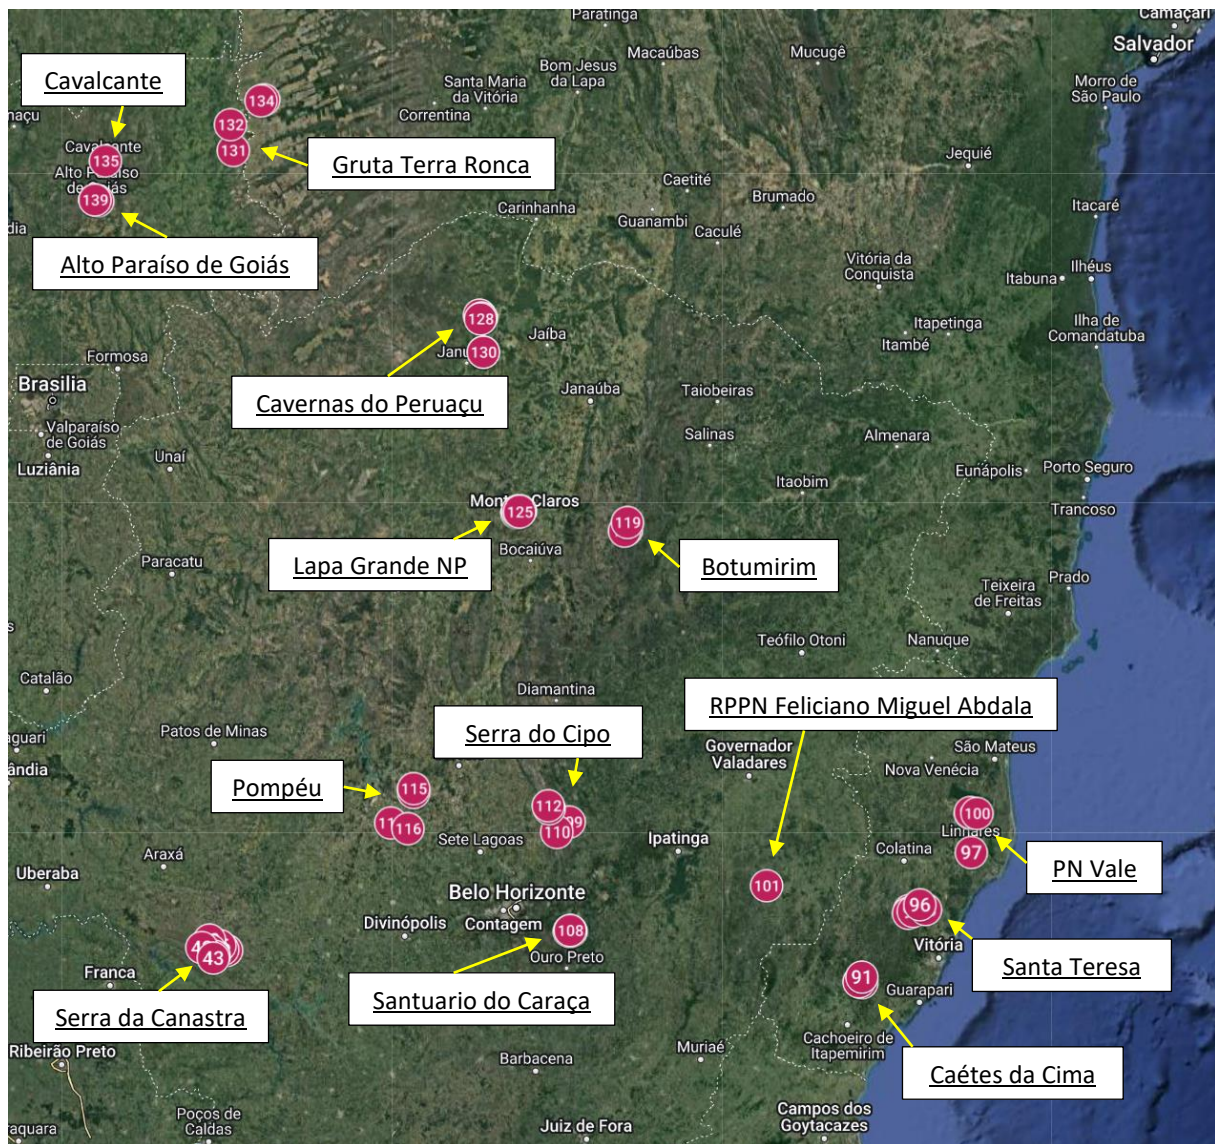 Paratinga
Camaçari
Macaúbas
Mucugê
Salvador
Bom Jesus
da Lapa
Cavalcante
Santa Maria
da Vitória
Morro de
São Paulo
134
Correntina
132
Cavalcante
131
135
Gruta Terra Ronca
Jequié
Alto Paraíso
de Goiás
139
Caetité
Brumado
Carinhanha
Guanambi
Itacaré
Caculé
Alto Paraíso de Goiás
Vitória da
Conquista
Itabuna
Ilhéus
128
Itapetinga
Ilha de
Comandatuba
Jaíba
Itambé
130
Formosa
Brasilia
Janaúba
Taiobeiras
Cavernas do Peruaçu
Valparaíso
de Goiás
Salinas
Almenara
Luziânia
Unaí
Eunápolis
Porto Seguro
Itaobim
Claros
125
Trancoso
119
Bocaiúva
Paracatu
Lapa Grande NP
Botumirim
Prado
Teixeira
de Freitas
Teófilo Otoni
Nanuque
Catalão
Diamantina
RPPN Feliciano Miguel Abdala
Patos de Minas
Serra do Cipo
Governador
Valadares
São Mateus
Nova Venécia
Pompéu
115
112
100
116
110
Linhares
Sete Lagoas
Ipatinga
Colatina
97
Araxá
PN Vale
Uberaba
101
Belo Horizonte
96
Divinópolis
Contagem
108
Vitória
43
Ouro Preto
Santa Teresa
Franca
91
Guarapari
Santuario do Caraça
Serra da Canastra
Cachoeiro de
Itapemirim
Ribeirão Preto
Barbacena
Muriaé
Caétes da Cima
Poços de
Caldas
Campos dos
Goytacazes
Juiz de Fora